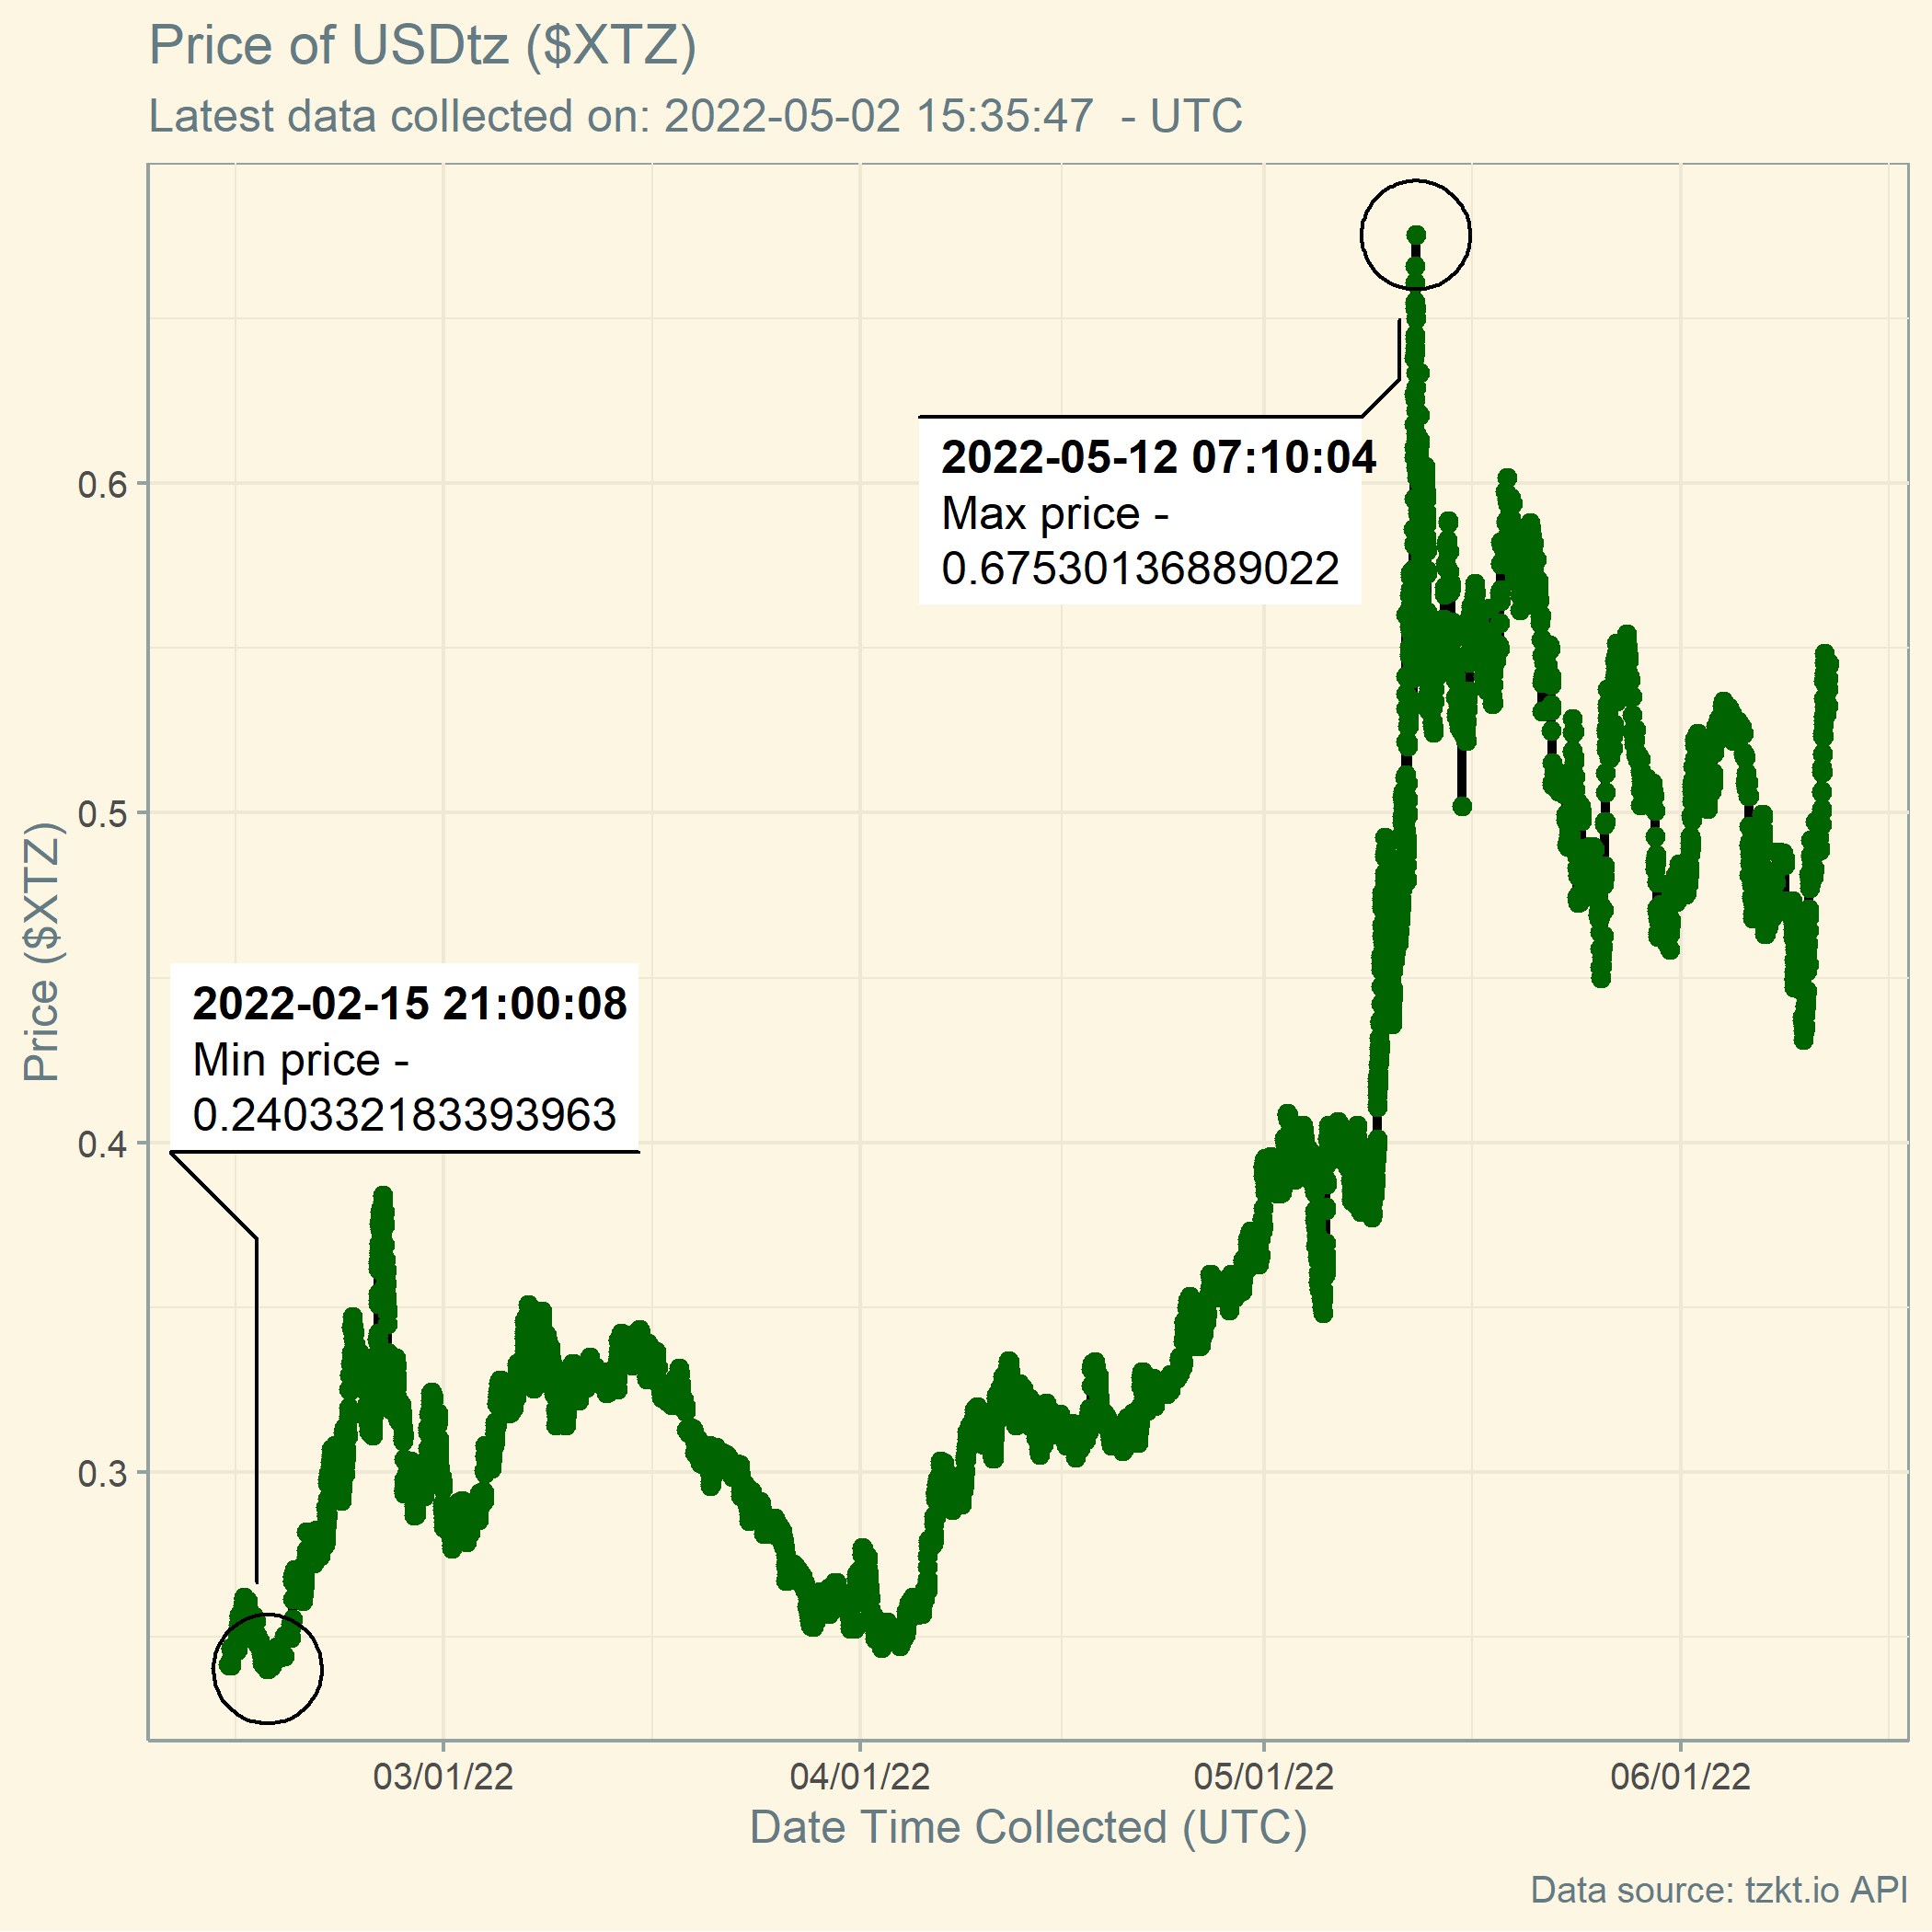 Price of USDtz ($XTZ)
Latest data collected on: 2022-05-02 15:35:47  - UTC
2022-05-12 07:10:04
Max price -
0.67530136889022
2022-02-15 21:00:08
Min price -
0.240332183393963
Price ($XTZ)
0.6
0.5
0.4
0.3
03/01/22
04/01/22
05/01/22
06/01/22
Date Time Collected (UTC)
Data source: tzkt.io API